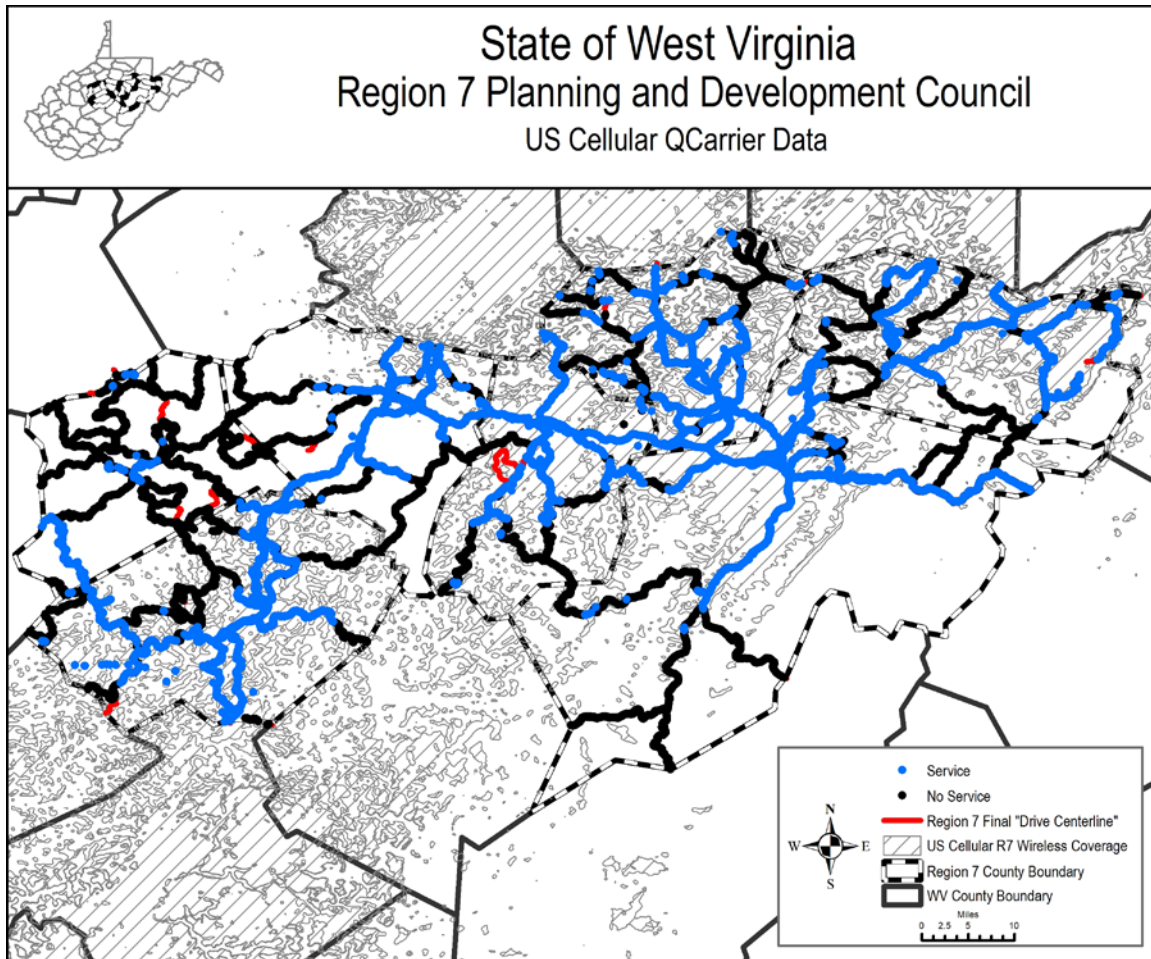 State of West Virginia
Region 7 Planning and Development Council
US Cellular QCarrier Data
Service
No Service
Region 7 Final "Drive Centerline"
US Cellular R7 Wireless Coverage
Region 7 County Boundary
WV County Boundary
Miles
0 2.5 5 10
N
W E
S